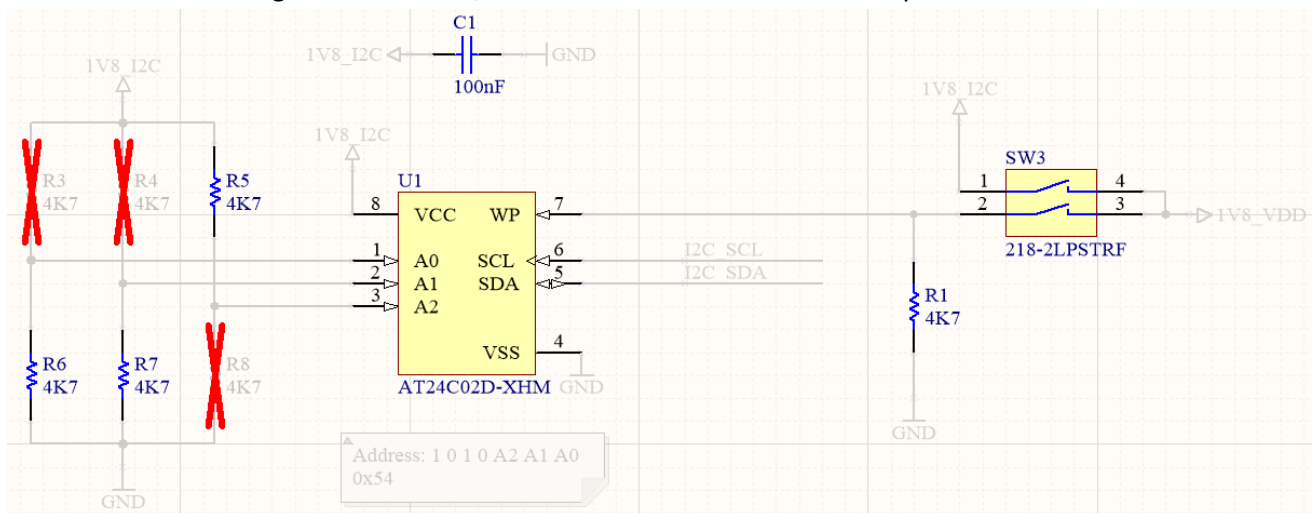 C1
1V8_I2C
GND
100nF
1V8_I2C
R3
4K7
R4
4K7
R5
4K7
R6
4K7
R7
4K7
R8
4K7
GND
1V8_I2C
U1
8 VCC WP 7
1 A0 SCL 6
2 A1 SDA 5
3 A2
VSS 4
AT24C02D-XHM
GND
I2C_SCL
I2C_SDA
Address: 1 0 1 0 A2 A1 A0
0x54
1V8_I2C
SW3
1 4
2 3
218-2LPSTRF
1V8_VDD
R1
4K7
GND